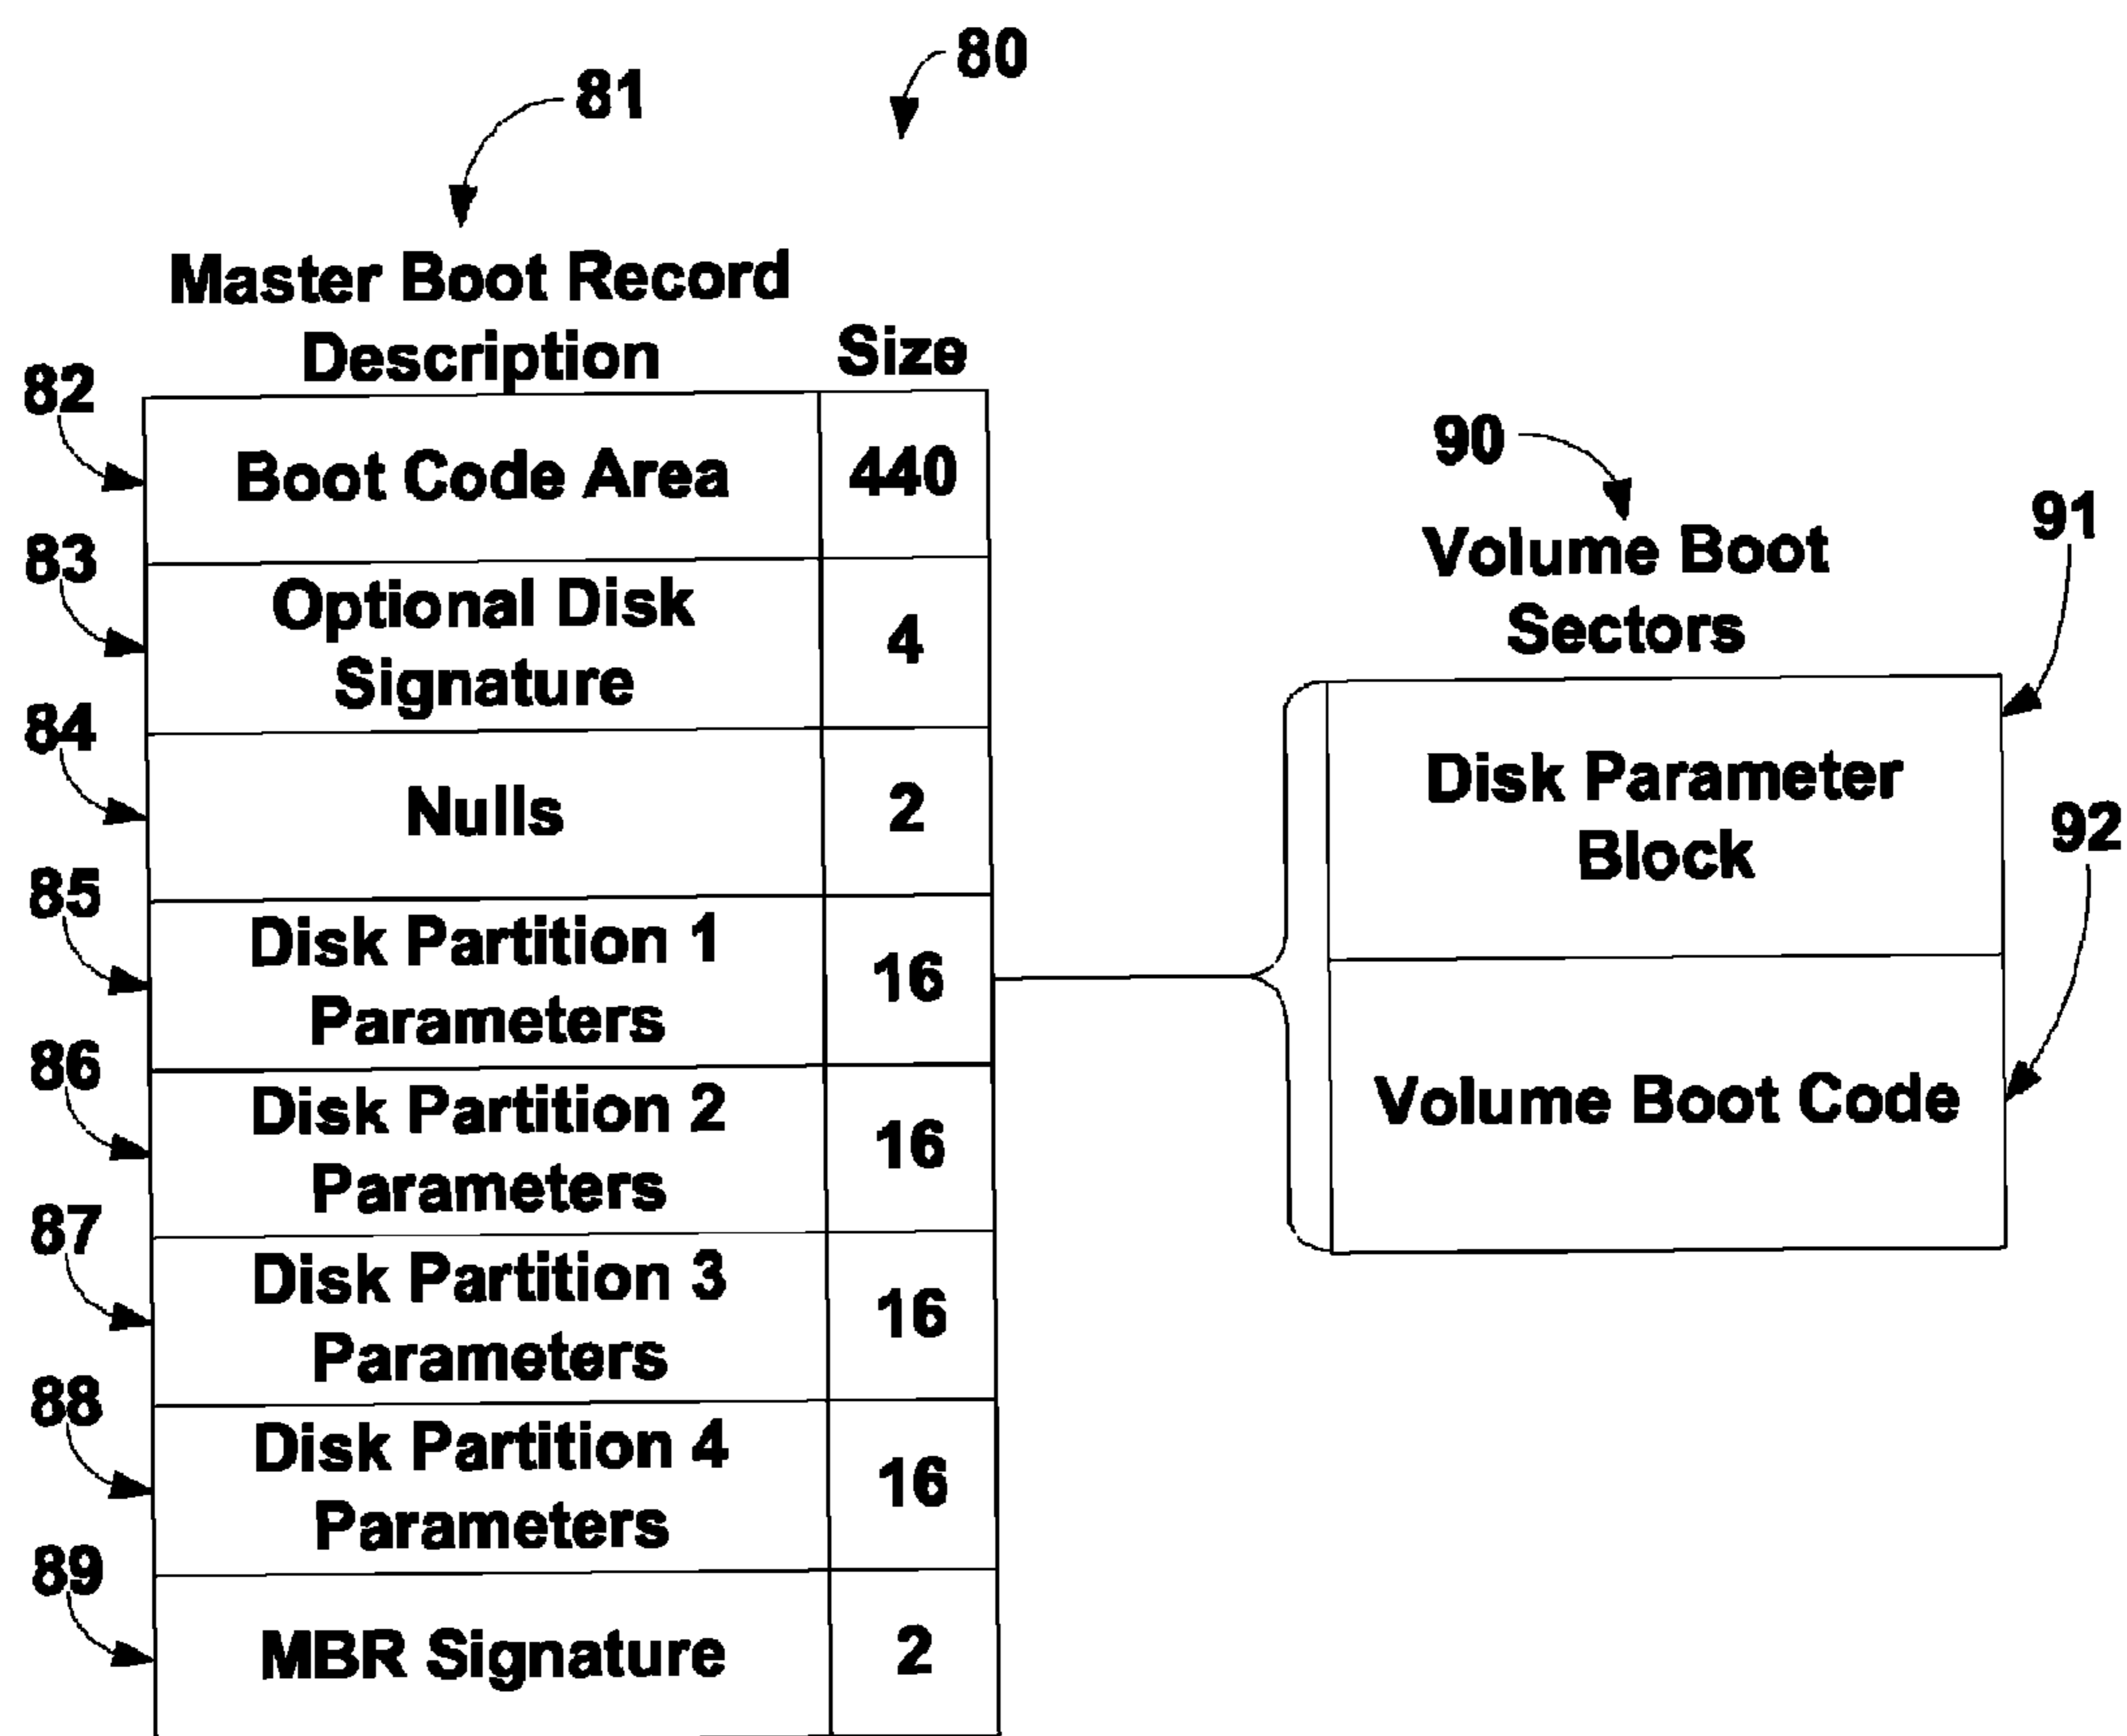 80
81
Master Boot Record
Description
Size
82
Boot Code Area
440
83
Optional Disk
Signature
4
84
Nulls
2
85
Disk Partition 1
Parameters
16
86
Disk Partition 2
Parameters
16
87
Disk Partition 3
Parameters
16
88
Disk Partition 4
Parameters
16
89
MBR Signature
2
90
Volume Boot
Sectors
91
Disk Parameter
Block
92
Volume Boot Code